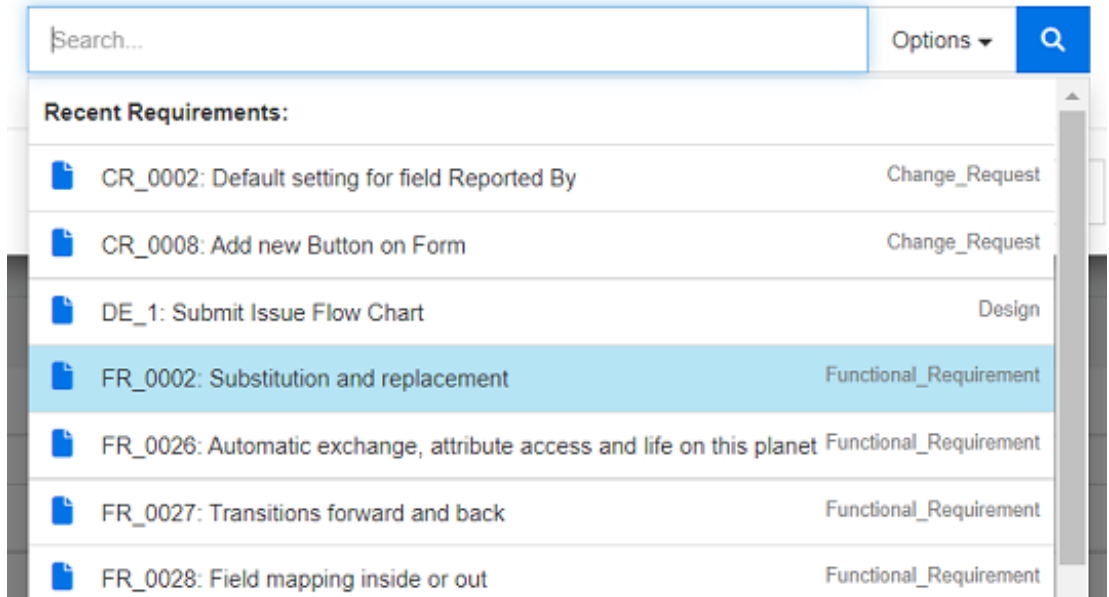 Search...
Options
Recent Requirements:
CR_0002: Default setting for field Reported By Change_Request
CR_0008: Add new Button on Form Change_Request
DE_1: Submit Issue Flow Chart Design
FR_0002: Substitution and replacement Functional_Requirement
FR_0026: Automatic exchange, attribute access and life on this planet Functional_Requirement
FR_0027: Transitions forward and back Functional_Requirement
FR_0028: Field mapping inside or out Functional_Requirement